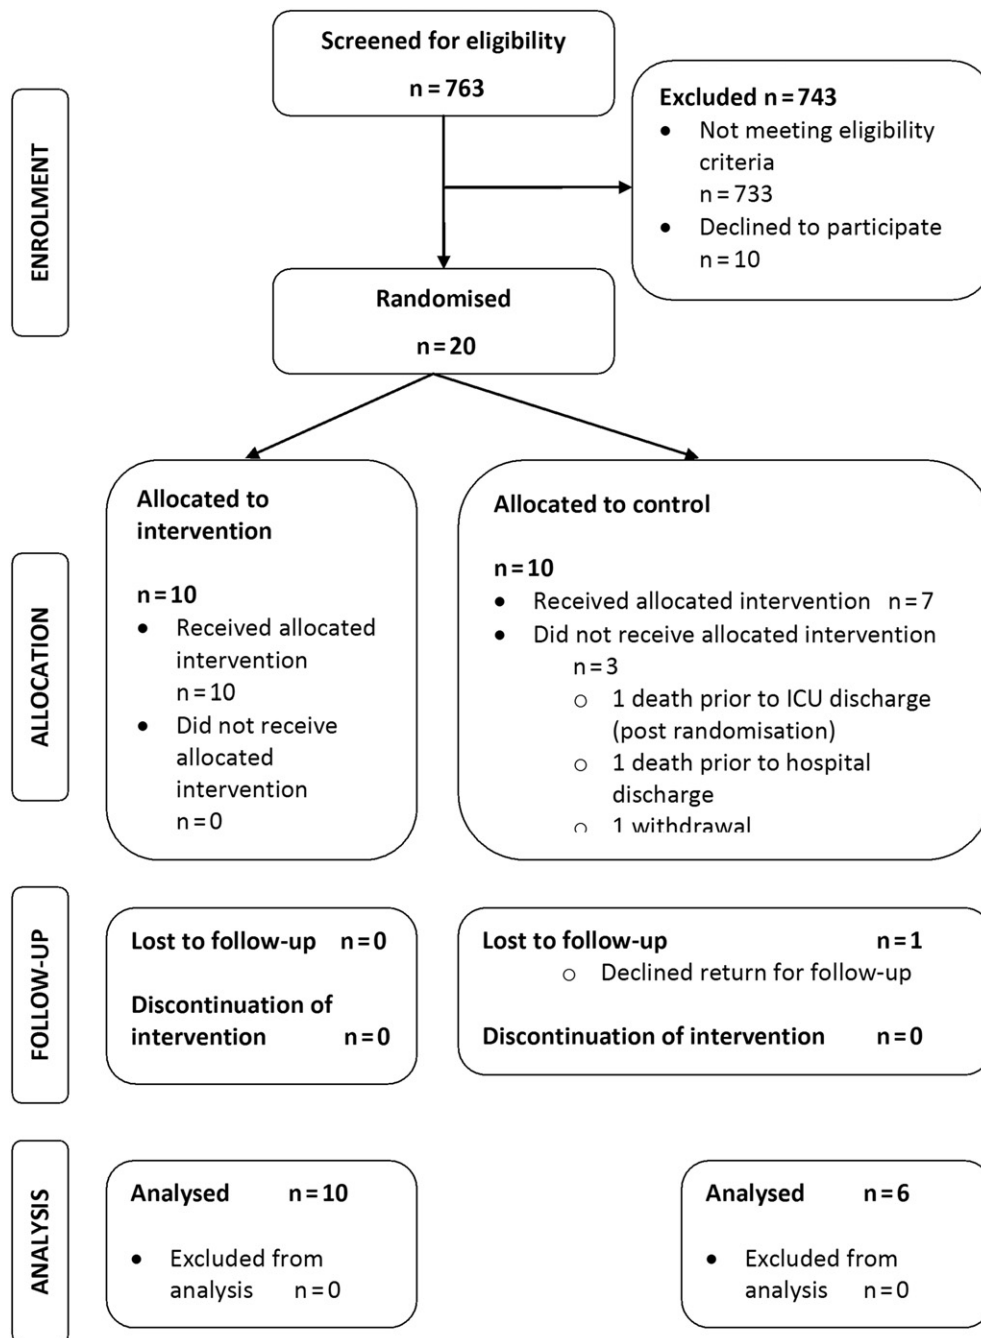 Screened for eligibility
n = 763
Excluded n = 743
• Not meeting eligibility
criteria
n = 733
• Declined to participate
n = 10
ENROLMENT
Randomised
n = 20
Allocated to
intervention
n = 10
• Received allocated
intervention
n = 10
• Did not receive
allocated
intervention
n = 0
Allocated to control
n = 10
• Received allocated intervention n = 7
• Did not receive allocated intervention
n = 3
○ 1 death prior to ICU discharge
(post randomisation)
○ 1 death prior to hospital
discharge
○ 1 withdrawal
ALLOCATION
Lost to follow-up n = 0
Discontinuation of
intervention n = 0
Lost to follow-up n = 1
○ Declined return for follow-up
Discontinuation of intervention n = 0
FOLLOW-UP
Analysed n = 10
• Excluded from
analysis n = 0
Analysed n = 6
• Excluded from
analysis n = 0
ANALYSIS